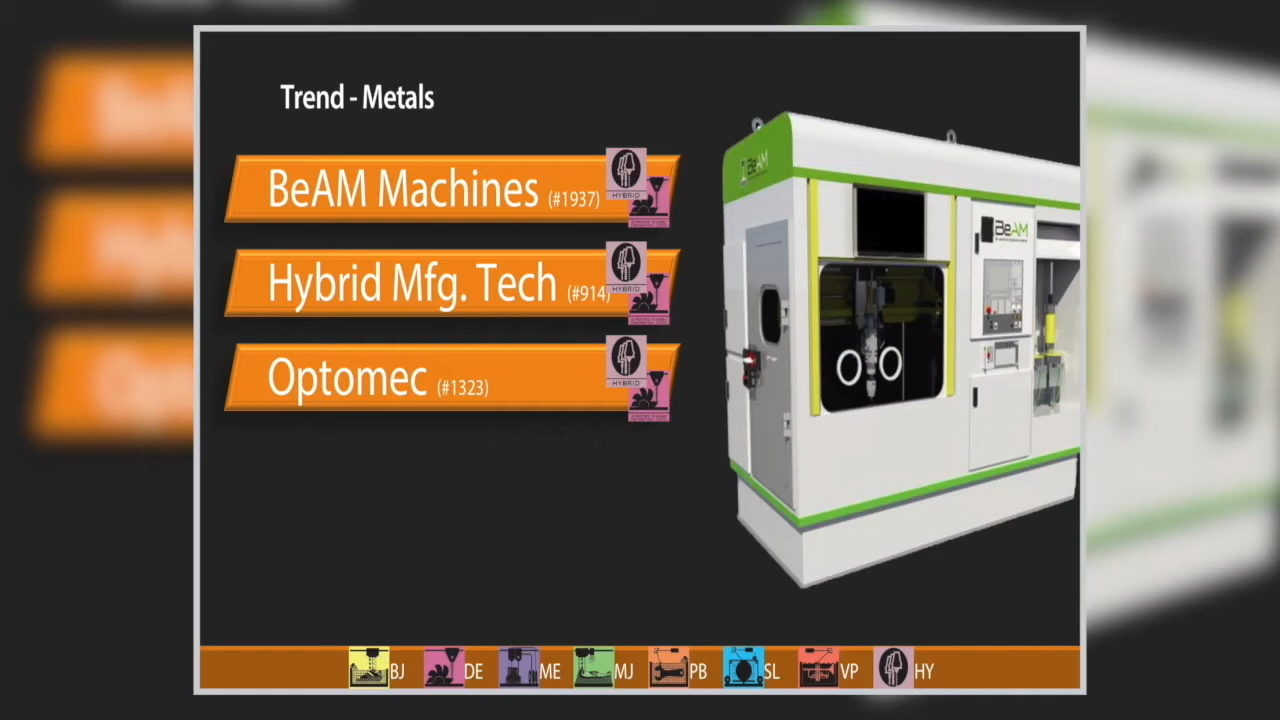 Trend - Metals
BeAM Machines (#1937)
HYBRID
Hybrid Mfg. Tech (#914)
HYBRID
Optomec (#1323)
HYBRID
BeAM
BeAM
BJ DE ME MJ PB SL VP HY